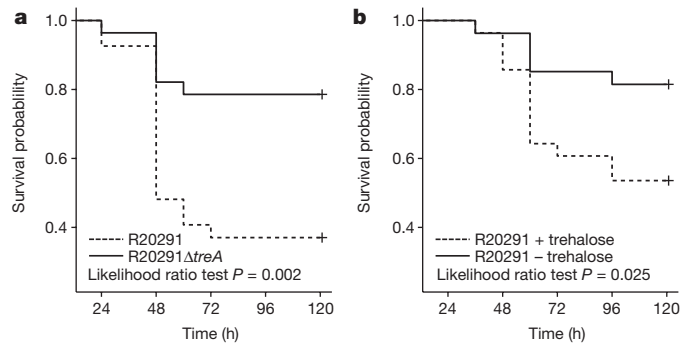 a
Survival probablility
1.0
0.8
0.6
0.4
R20291
R20291ΔtreA
Likelihood ratio test P = 0.002
24 48 72 96 120
Time (h)
b
Survival probablility
1.0
0.8
0.6
0.4
R20291 + trehalose
R20291 – trehalose
Likelihood ratio test P = 0.025
24 48 72 96 120
Time (h)